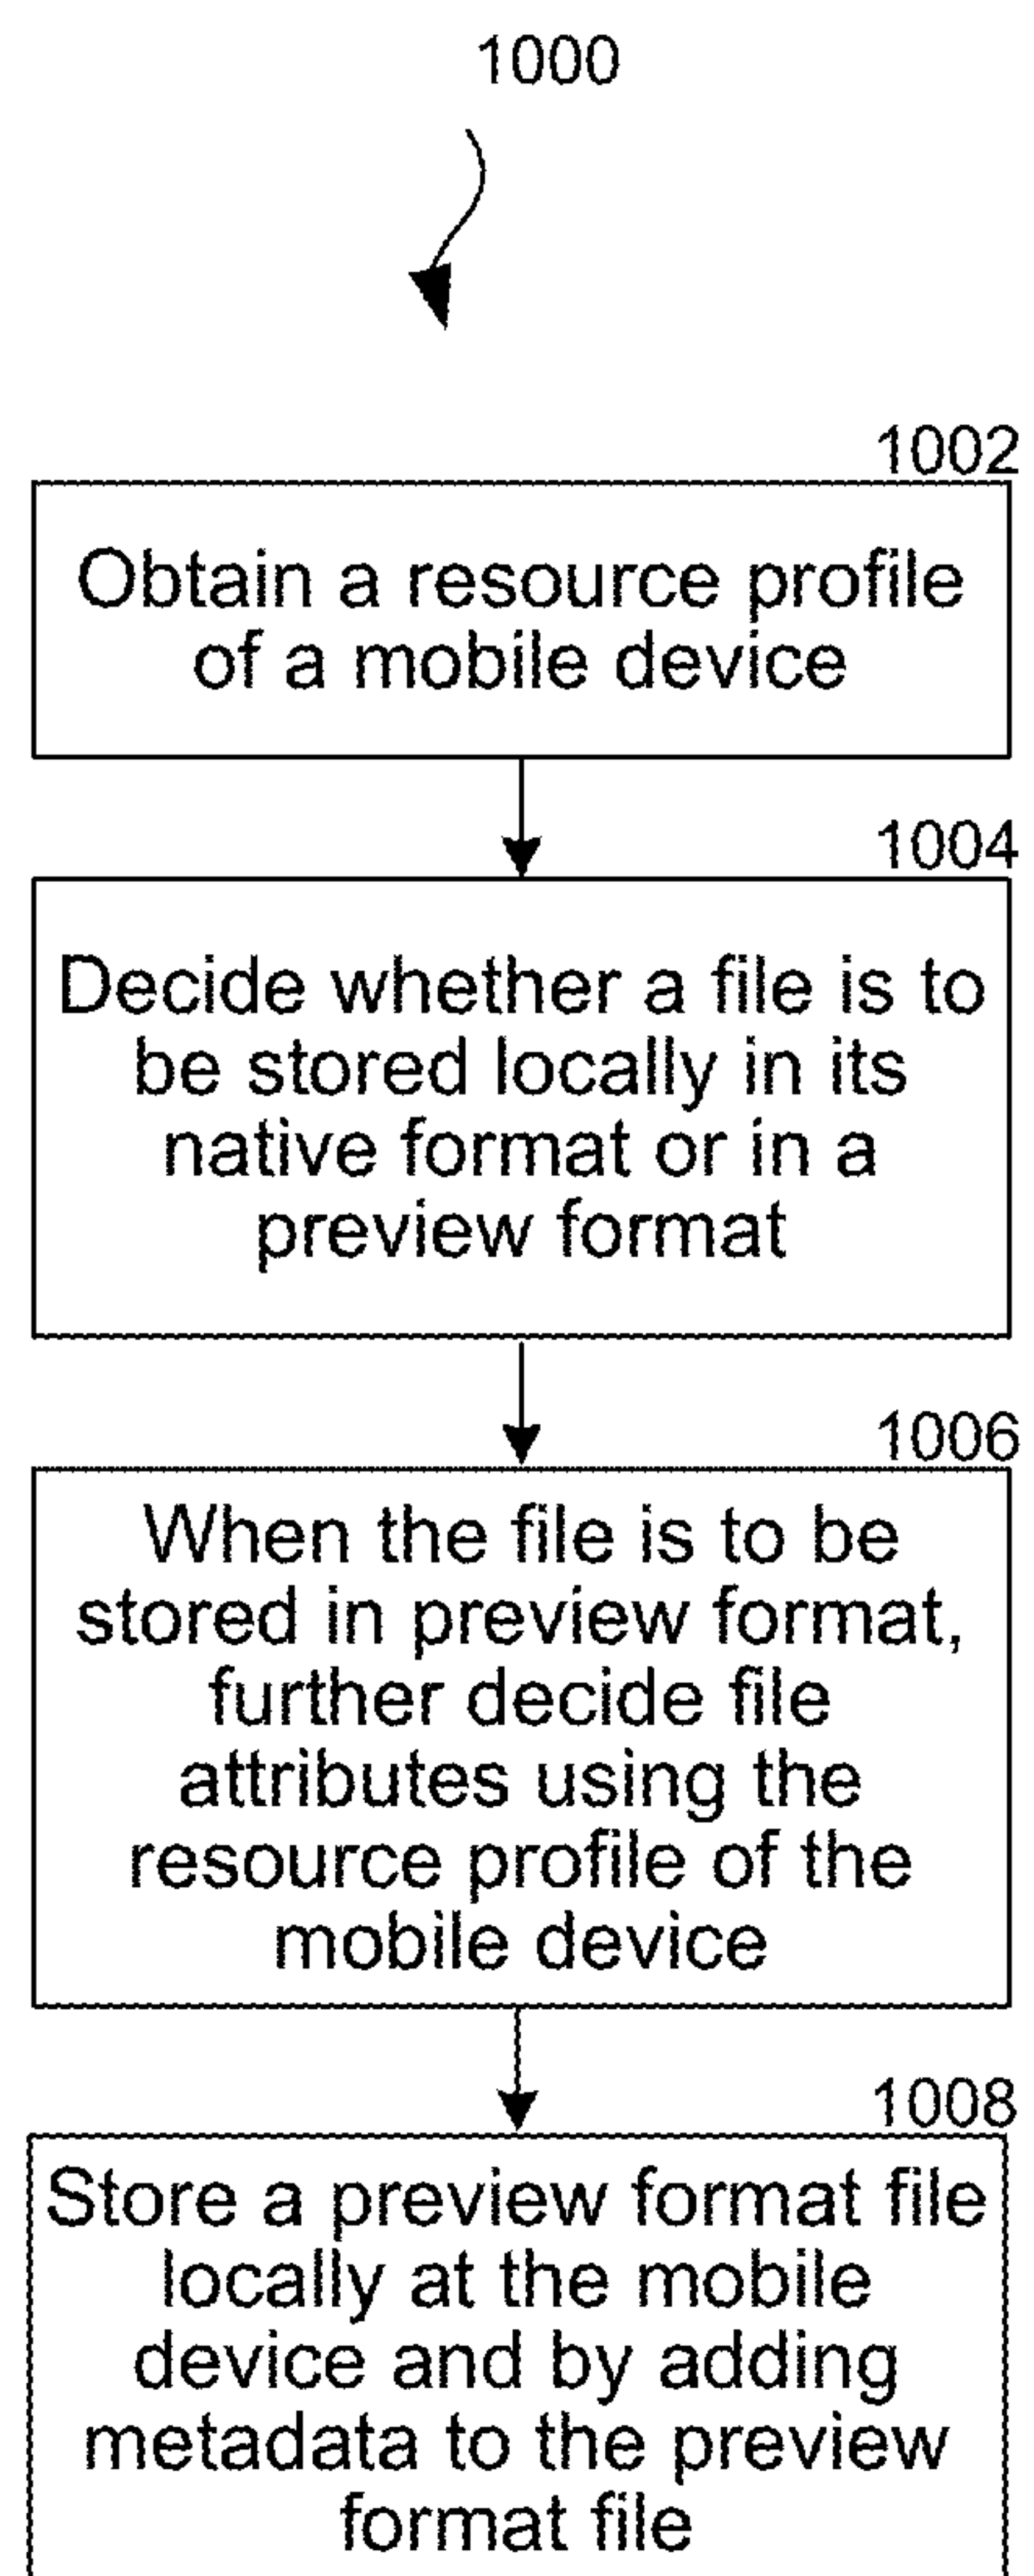 1000
1002
Obtain a resource profile
of a mobile device
1004
Decide whether a file is to
be stored locally in its
native format or in a
preview format
1006
When the file is to be
stored in preview format,
further decide file
attributes using the
resource profile of the
mobile device
1008
Store a preview format file
locally at the mobile
device and by adding
metadata to the preview
format file